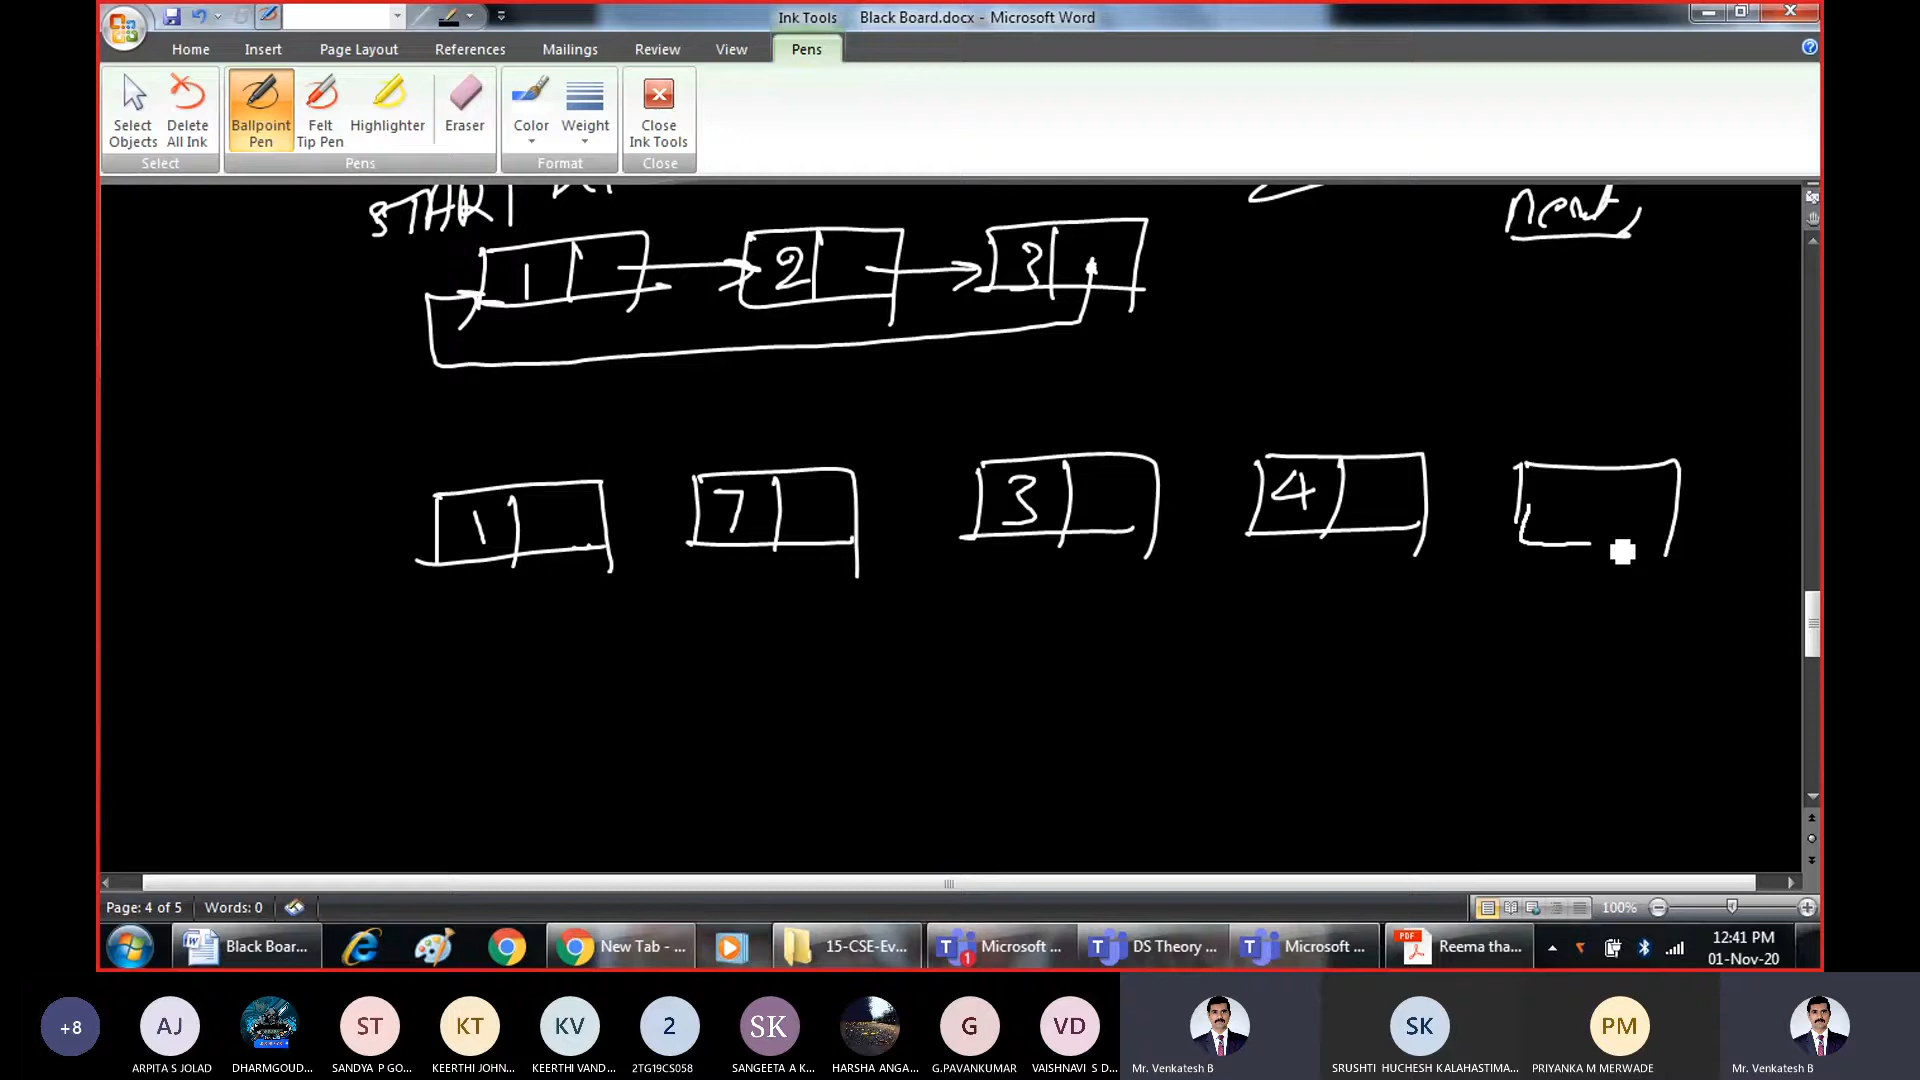 Ink Tools Black Board.docx - Microsoft Word
Home Insert Page Layout References Mailings Review View Pens
Select Objects
Delete All Ink
Ballpoint Pen
Felt Tip Pen
Highlighter
Eraser
Color
Weight
Close Ink Tools
Select Pens Format Close
START
next,
1 2 3
1 7 3 4
Page: 4 of 5 Words: 0 100%
Black Boar... New Tab - ... 15-CSE-Ev... 1 Microsoft ... DS Theory ... Microsoft ... PDF Reema tha... 12:41 PM
01-Nov-20
+8 AJ ST KT KV 2 SK G VD SK PM
ARPITA S JOLAD DHARMGOUD... SANDYA P GO... KEERTHI JOHN... KEERTHI VAND... 2TG19CS058 SANGEETA A K... HARSHA ANGA... G.PAVANKUMAR VAISHNAVI S D... Mr. Venkatesh B SRUSHTI HUCHESH KALAHASTIMA... PRIYANKA M MERWADE Mr. Venkatesh B